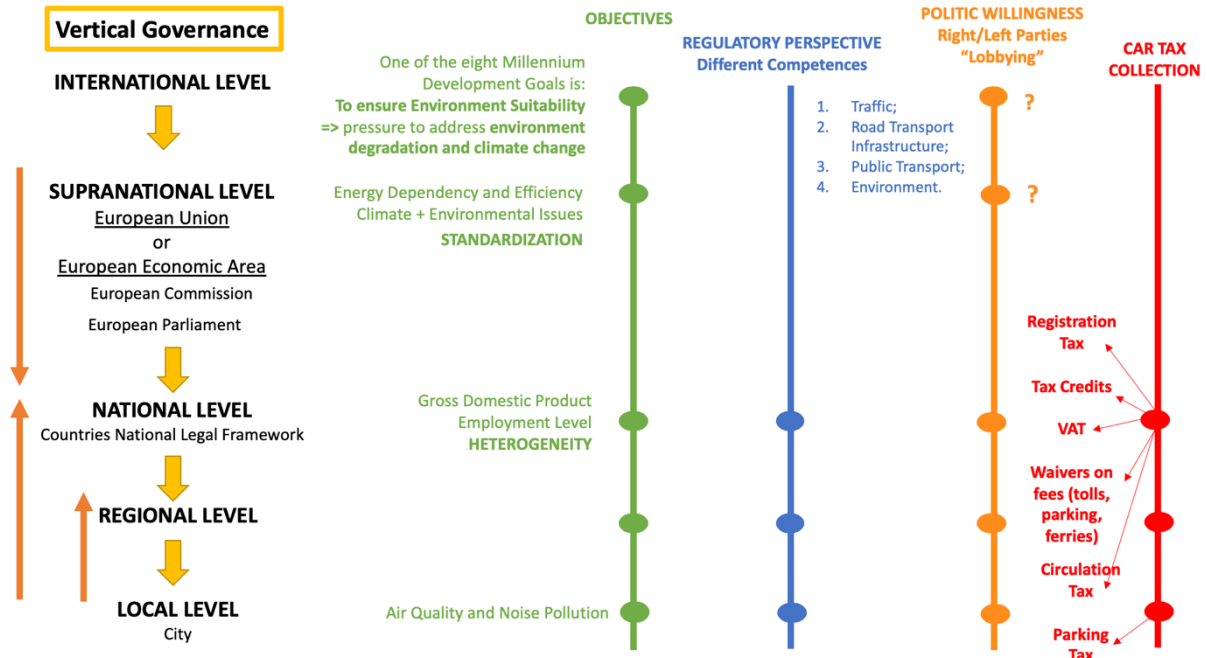 Vertical Governance
INTERNATIONAL LEVEL
SUPRANATIONAL LEVEL
European Union
or
European Economic Area
European Commission
European Parliament
NATIONAL LEVEL
Countries National Legal Framework
REGIONAL LEVEL
LOCAL LEVEL
City
OBJECTIVES
One of the eight Millennium
Development Goals is:
To ensure Environment Suitability
=> pressure to address environment
degradation and climate change
Energy Dependency and Efficiency
Climate + Environmental Issues
STANDARDIZATION
Gross Domestic Product
Employment Level
HETEROGENEITY
Air Quality and Noise Pollution
REGULATORY PERSPECTIVE
Different Competences
1. Traffic;
2. Road Transport
Infrastructure;
3. Public Transport;
4. Environment.
POLITIC WILLINGNESS
Right/Left Parties
“Lobbying”
?
?
CAR TAX
COLLECTION
Registration
Tax
Tax Credits
VAT
Waivers on
fees (tolls,
parking,
ferries)
Circulation
Tax
Parking
Tax